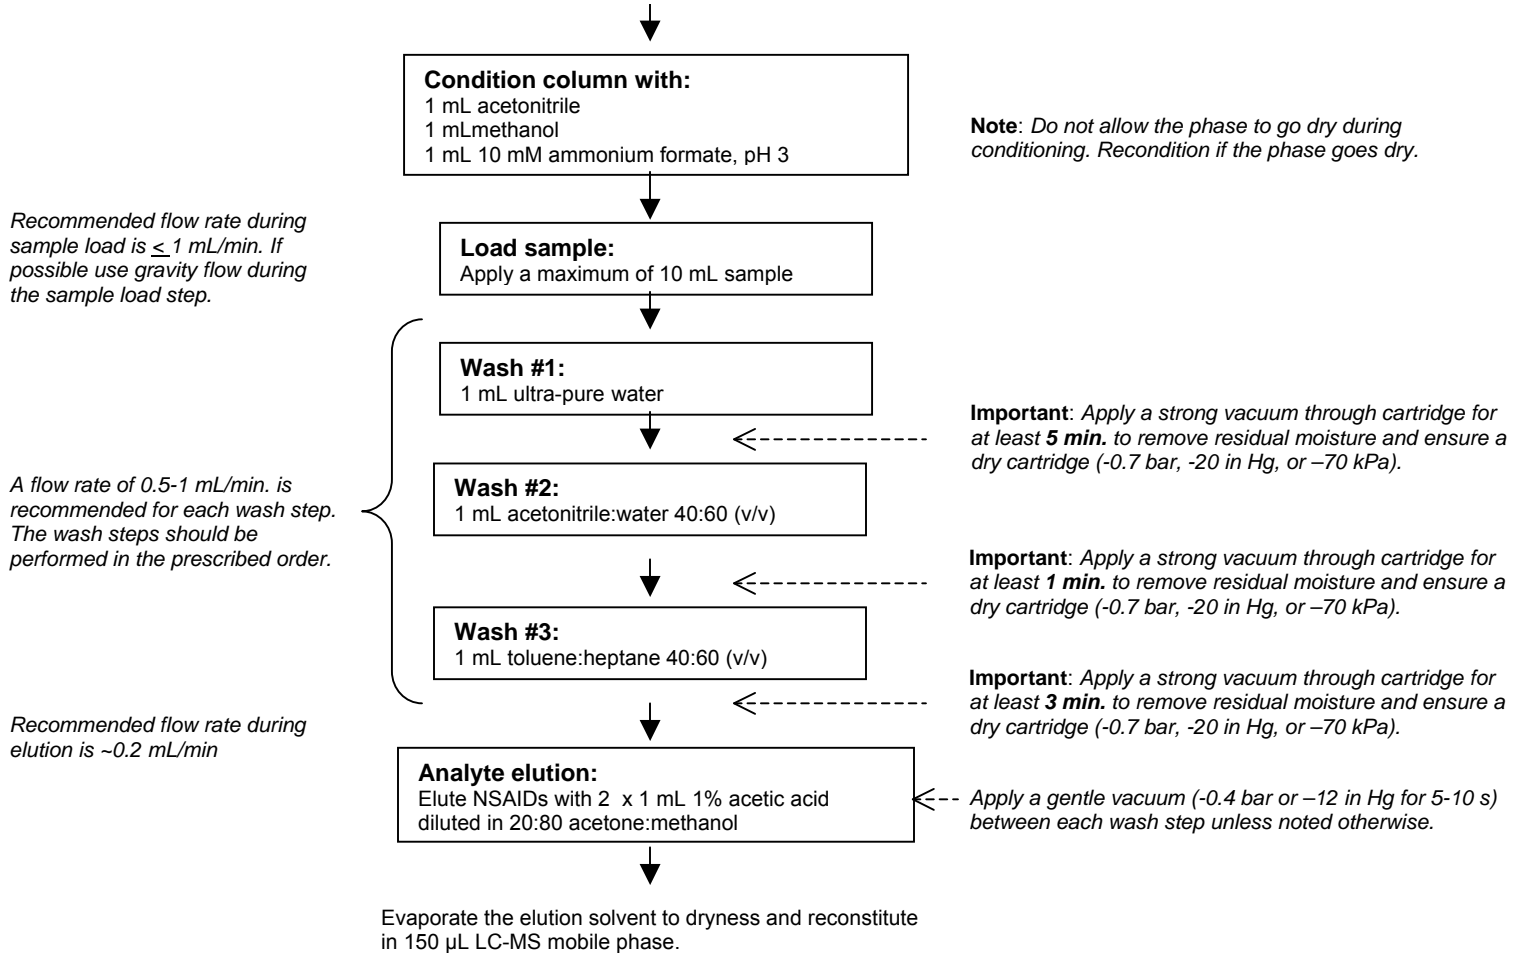 Condition column with:
1 mL acetonitrile
1 mLmethanol
1 mL 10 mM ammonium formate, pH 3
Note: Do not allow the phase to go dry during
conditioning. Recondition if the phase goes dry.
Recommended flow rate during
sample load is < 1 mL/min. If
possible use gravity flow during
the sample load step.
Load sample:
Apply a maximum of 10 mL sample
Wash #1:
1 mL ultra-pure water
Important: Apply a strong vacuum through cartridge for
at least 5 min. to remove residual moisture and ensure a
dry cartridge (-0.7 bar, -20 in Hg, or –70 kPa).
A flow rate of 0.5-1 mL/min. is
recommended for each wash step.
The wash steps should be
performed in the prescribed order.
Wash #2:
1 mL acetonitrile:water 40:60 (v/v)
Important: Apply a strong vacuum through cartridge for
at least 1 min. to remove residual moisture and ensure a
dry cartridge (-0.7 bar, -20 in Hg, or –70 kPa).
Wash #3:
1 mL toluene:heptane 40:60 (v/v)
Important: Apply a strong vacuum through cartridge for
at least 3 min. to remove residual moisture and ensure a
dry cartridge (-0.7 bar, -20 in Hg, or –70 kPa).
Recommended flow rate during
elution is ~0.2 mL/min
Analyte elution:
Elute NSAIDs with 2 x 1 mL 1% acetic acid
diluted in 20:80 acetone:methanol
Apply a gentle vacuum (-0.4 bar or –12 in Hg for 5-10 s)
between each wash step unless noted otherwise.
Evaporate the elution solvent to dryness and reconstitute
in 150 µL LC-MS mobile phase.